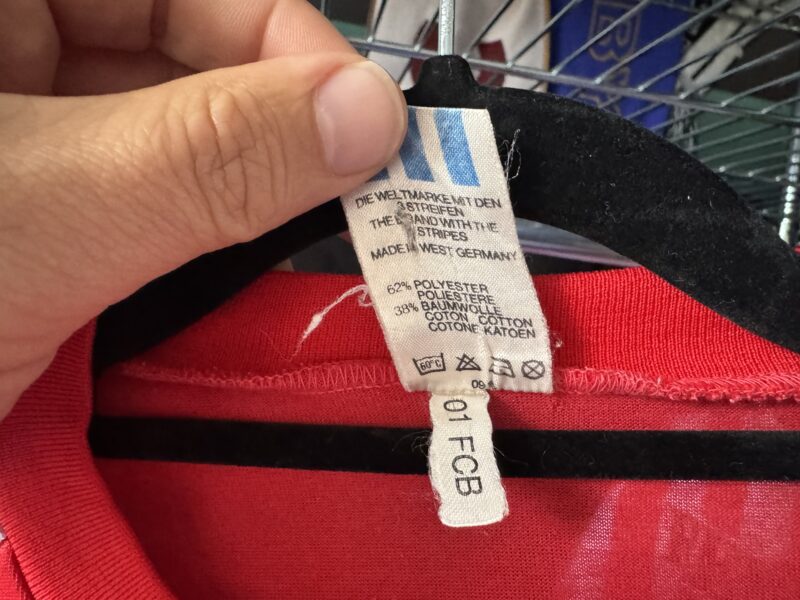 DIE WELTMARKE MIT DEN
3 STREIFEN
THE BRAND WITH THE
STRIPES
MADE IN WEST GERMANY
62% POLYESTER
POLIESTERE
38% BAUMWOLLE
COTON COTTON
COTONE KATOEN
60°C
09
01 FCB